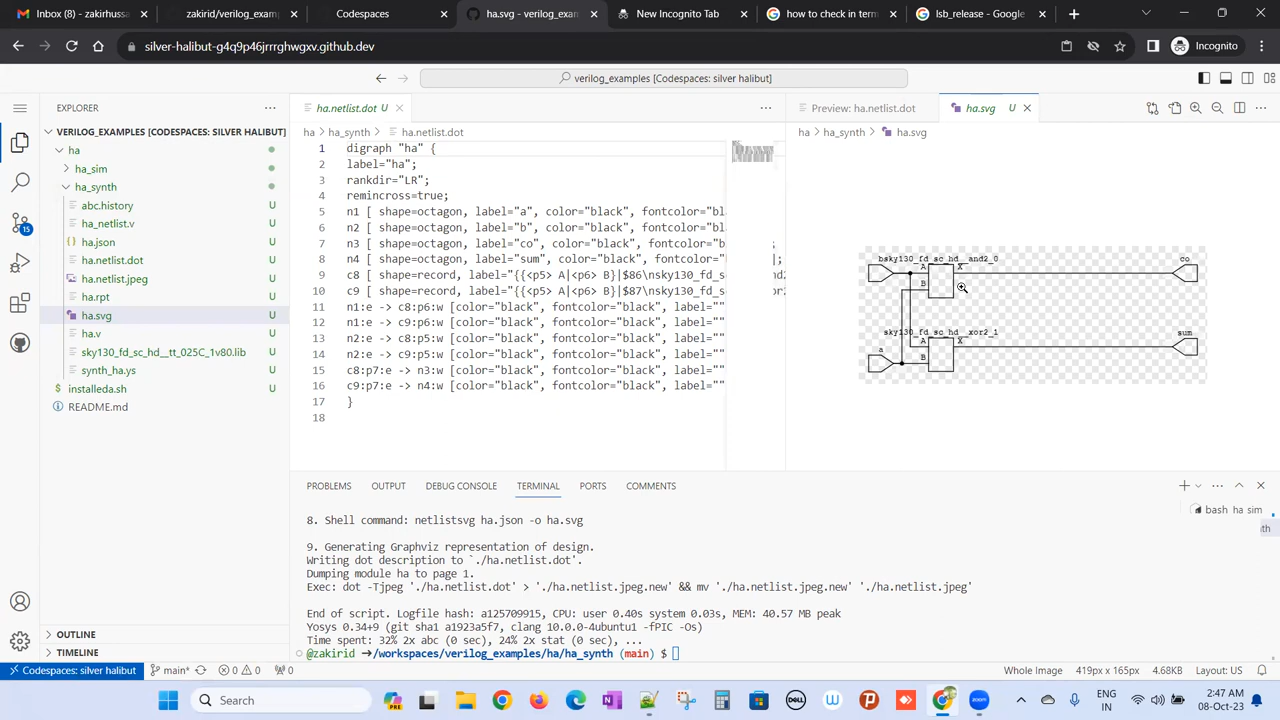 Inbox (8) - zakirhussa
zakirid/verilog_examp
Codespaces
ha.svg - verilog_exam
New Incognito Tab
how to check in term
lsb_release - Google
silver-halibut-g4q9p46jrrrghwgxv.github.dev
Incognito
verilog_examples [Codespaces: silver halibut]
EXPLORER
ha.netlist.dot U
Preview: ha.netlist.dot
ha.svg U
VERILOG_EXAMPLES [CODESPACES: SILVER HALIBUT]
ha > ha_synth > ha.netlist.dot
ha > ha_synth > ha.svg
ha
ha_sim
ha_synth
abc.history U
ha_netlist.v U
ha.json U
ha.netlist.dot U
ha.netlist.jpeg U
ha.rpt U
ha.svg U
ha.v U
sky130_fd_sc_hd__tt_025C_1v80.lib U
synth_ha.ys U
installeda.sh U
README.md
OUTLINE
TIMELINE
15
1 digraph "ha" {
2 label="ha";
3 rankdir="LR";
4 remincross=true;
5 n1 [ shape=octagon, label="a", color="black", fontcolor="bl
6 n2 [ shape=octagon, label="b", color="black", fontcolor="bl
7 n3 [ shape=octagon, label="co", color="black", fontcolor="b
8 n4 [ shape=octagon, label="sum", color="black", fontcolor="
9 c8 [ shape=record, label="{{<p5> A|<p6> B}|$86\nsky130_fd_s
10 c9 [ shape=record, label="{{<p5> A|<p6> B}|$87\nsky130_fd_s
11 n1:e -> c8:p6:w [color="black", fontcolor="black", label=""
12 n1:e -> c9:p6:w [color="black", fontcolor="black", label=""
13 n2:e -> c8:p5:w [color="black", fontcolor="black", label=""
14 n2:e -> c9:p5:w [color="black", fontcolor="black", label=""
15 c8:p7:e -> n3:w [color="black", fontcolor="black", label=""
16 c9:p7:e -> n4:w [color="black", fontcolor="black", label=""
17 }
18
bsky130_fd_sc_hd__and2_0
co
A X
B
sky130_fd_sc_hd__xor2_1
sum
A X
a
B
PROBLEMS OUTPUT DEBUG CONSOLE TERMINAL PORTS COMMENTS
8. Shell command: netlistsvg ha.json -o ha.svg
9. Generating Graphviz representation of design.
Writing dot description to `./ha.netlist.dot'.
Dumping module ha to page 1.
Exec: dot -Tjpeg './ha.netlist.dot' > './ha.netlist.jpeg.new' && mv './ha.netlist.jpeg.new' './ha.netlist.jpeg'
End of script. Logfile hash: a125709915, CPU: user 0.40s system 0.03s, MEM: 40.57 MB peak
Yosys 0.34+9 (git sha1 a1923a5f7, clang 10.0.0-4ubuntu1 -fPIC -Os)
Time spent: 32% 2x abc (0 sec), 24% 2x stat (0 sec), ...
@zakirid →/workspaces/verilog_examples/ha/ha_synth (main) $
bash ha sim
Codespaces: silver halibut
main*
0 0
0
Whole Image
419px x 165px
4.68KB
Layout: US
Search
PRE
ENG
IN
2:47 AM
08-Oct-23